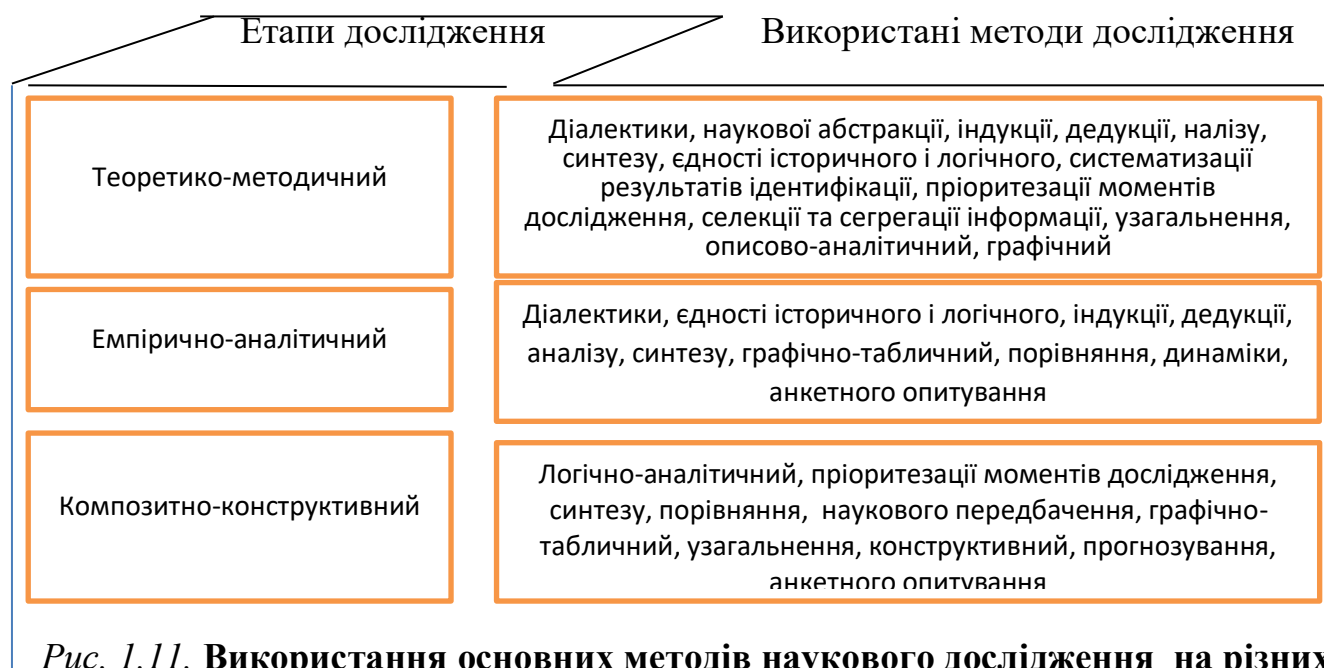 Етапи дослідження
Використані методи дослідження
Теоретико-методичний
Діалектики, наукової абстракції, індукції, дедукції, налізу,
синтезу, єдності історичного і логічного, систематизації
результатів ідентифікації, пріоритезації моментів
дослідження, селекції та сегрегації інформації, узагальнення,
описово-аналітичний, графічний
Емпірично-аналітичний
Діалектики, єдності історичного і логічного, індукції, дедукції,
аналізу, синтезу, графічно-табличний, порівняння, динаміки,
анкетного опитування
Композитно-конструктивний
Логічно-аналітичний, пріоритезації моментів дослідження,
синтезу, порівняння, наукового передбачення, графічно-
табличний, узагальнення, конструктивний, прогнозування,
анкетного опитування
Рис. 1.11. Використання основних методів наукового дослідження на різних